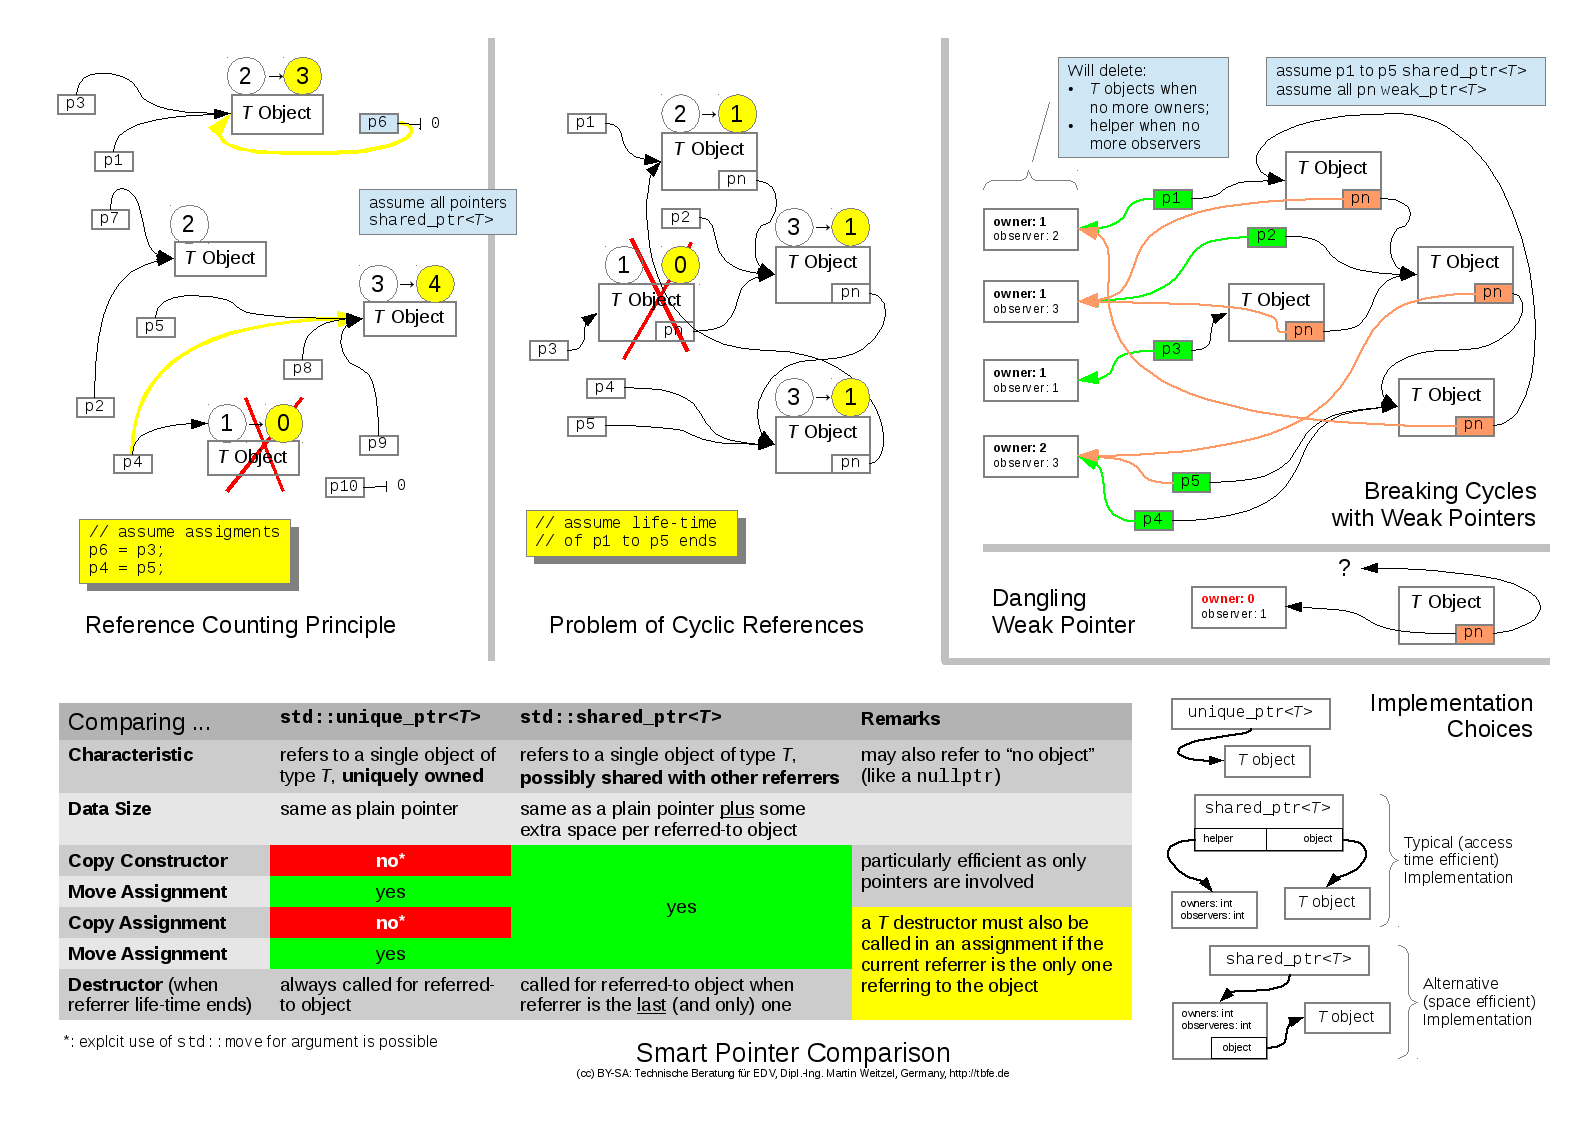 2 → 3
p3
T Object
p6
0
p1
assume all pointers
shared_ptr<T>
p7
2
T Object
3 → 4
T Object
p5
p8
p2
1 → 0
T Object
p9
p4
p10
0
// assume assigments
p6 = p3;
p4 = p5;
Reference Counting Principle
2 → 1
p1
T Object
pn
p2
3 → 1
T Object
pn
1 0
T Object
pn
p3
p4
3 → 1
T Object
pn
p5
// assume life-time
// of p1 to p5 ends
Problem of Cyclic References
Will delete:
• T objects when
no more owners;
• helper when no
more observers
assume p1 to p5 shared_ptr<T>
assume all pn weak_ptr<T>
T Object
pn
p1
owner: 1
observer: 2
p2
T Object
pn
owner: 1
observer: 3
T Object
pn
p3
owner: 1
observer: 1
T Object
pn
owner: 2
observer: 3
p5
p4
Breaking Cycles
with Weak Pointers
?
Dangling
Weak Pointer
owner: 0
observer: 1
T Object
pn
Comparing ...
std::unique_ptr<T>
std::shared_ptr<T>
Remarks
Characteristic
refers to a single object of
type T, uniquely owned
refers to a single object of type T,
possibly shared with other referrers
may also refer to “no object”
(like a nullptr)
Data Size
same as plain pointer
same as a plain pointer plus some
extra space per referred-to object
Copy Constructor
no*
yes
particularly efficient as only
pointers are involved
Move Assignment
yes
Copy Assignment
no*
a T destructor must also be
called in an assignment if the
current referrer is the only one
referring to the object
Move Assignment
yes
Destructor (when
referrer life-time ends)
always called for referred-
to object
called for referred-to object when
referrer is the last (and only) one
*: explcit use of std::move for argument is possible
Smart Pointer Comparison
(cc) BY-SA: Technische Beratung für EDV, Dipl.-Ing. Martin Weitzel, Germany, http://tbfe.de
Implementation
Choices
unique_ptr<T>
T object
shared_ptr<T>
helper
object
owners: int
observers: int
T object
Typical (access
time efficient)
Implementation
shared_ptr<T>
owners: int
observeres: int
object
T object
Alternative
(space efficient)
Implementation